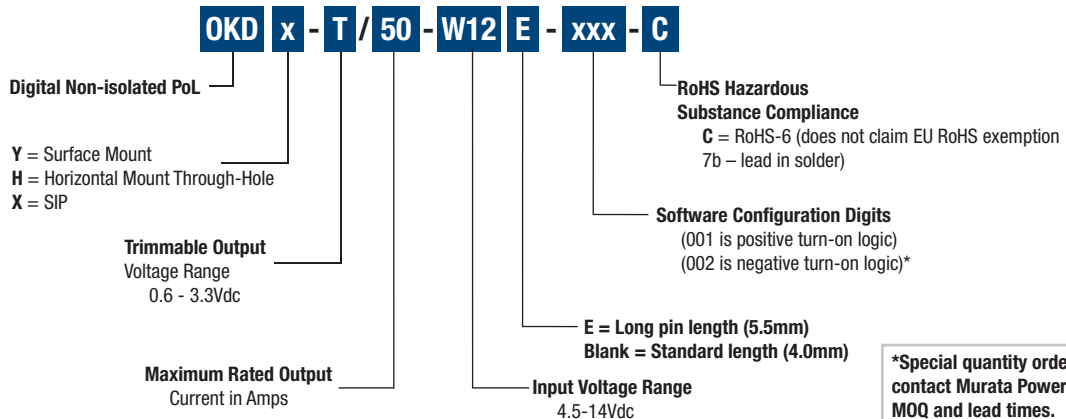 OKD x - T / 50 - W12 E - xxx - C
Digital Non-isolated PoL
RoHS Hazardous
Substance Compliance
C = RoHS-6 (does not claim EU RoHS exemption
7b – lead in solder)
Y = Surface Mount
H = Horizontal Mount Through-Hole
X = SIP
Software Configuration Digits
(001 is positive turn-on logic)
(002 is negative turn-on logic)*
Trimmable Output
Voltage Range
0.6 - 3.3Vdc
E = Long pin length (5.5mm)
Blank = Standard length (4.0mm)
Maximum Rated Output
Current in Amps
Input Voltage Range
4.5-14Vdc
*Special quantity orde
contact Murata Power
MOQ and lead times.